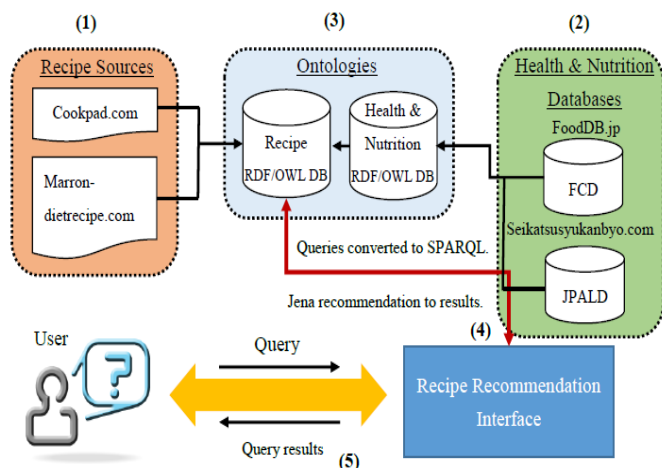 (1)
(3)
(2)
Recipe Sources
Cookpad.com
Marron-
dietrecipe.com
Ontologies
Recipe
RDF/OWL DB
Health &
Nutrition
RDF/OWL DB
Health & Nutrition
Databases
FoodDB.jp
FCD
Seikatsusyukanbyo.com
JPALD
Queries converted to SPARQL.
Jena recommendation to results.
(4)
User
?
Query
Query results
(5)
Recipe Recommendation
Interface